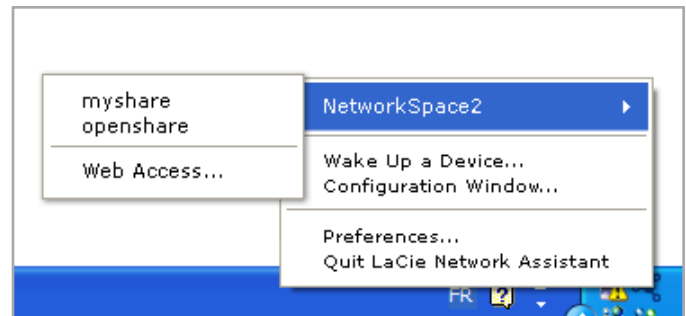 myshare
openshare
Web Access...
NetworkSpace2
Wake Up a Device...
Configuration Window...
Preferences...
Quit LaCie Network Assistant
FR
?